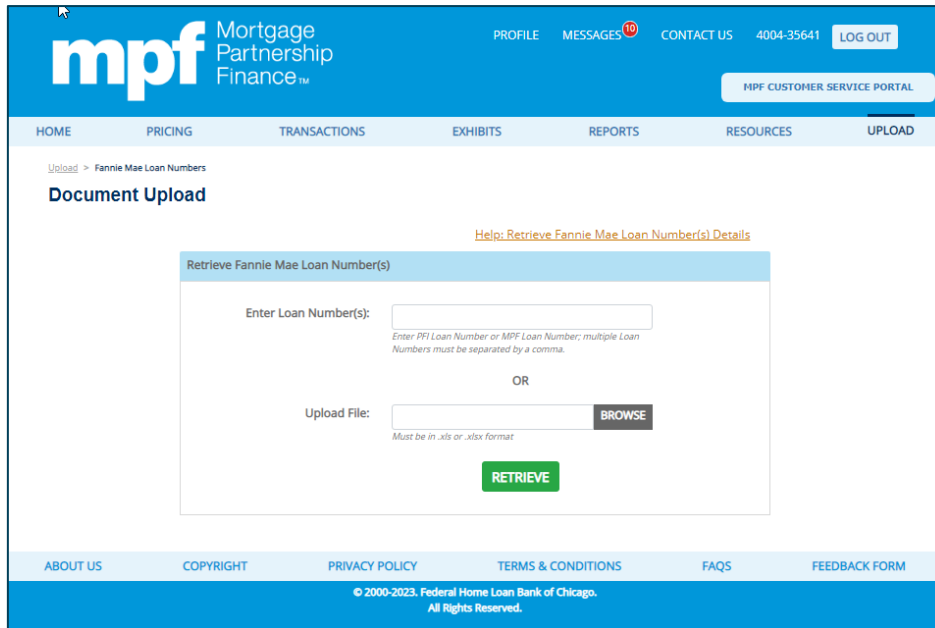 mpf Mortgage
Partnership
Finance™
PROFILE MESSAGES 10 CONTACT US 4004-35641 LOG OUT
MPF CUSTOMER SERVICE PORTAL
HOME PRICING TRANSACTIONS EXHIBITS REPORTS RESOURCES UPLOAD
Upload > Fannie Mae Loan Numbers
Document Upload
Help: Retrieve Fannie Mae Loan Number(s) Details
Retrieve Fannie Mae Loan Number(s)
Enter Loan Number(s):
Enter PFI Loan Number or MPF Loan Number; multiple Loan
Numbers must be separated by a comma.
OR
Upload File:
BROWSE
Must be in .xls or .xlsx format
RETRIEVE
ABOUT US COPYRIGHT PRIVACY POLICY TERMS & CONDITIONS FAQS FEEDBACK FORM
© 2000-2023. Federal Home Loan Bank of Chicago.
All Rights Reserved.